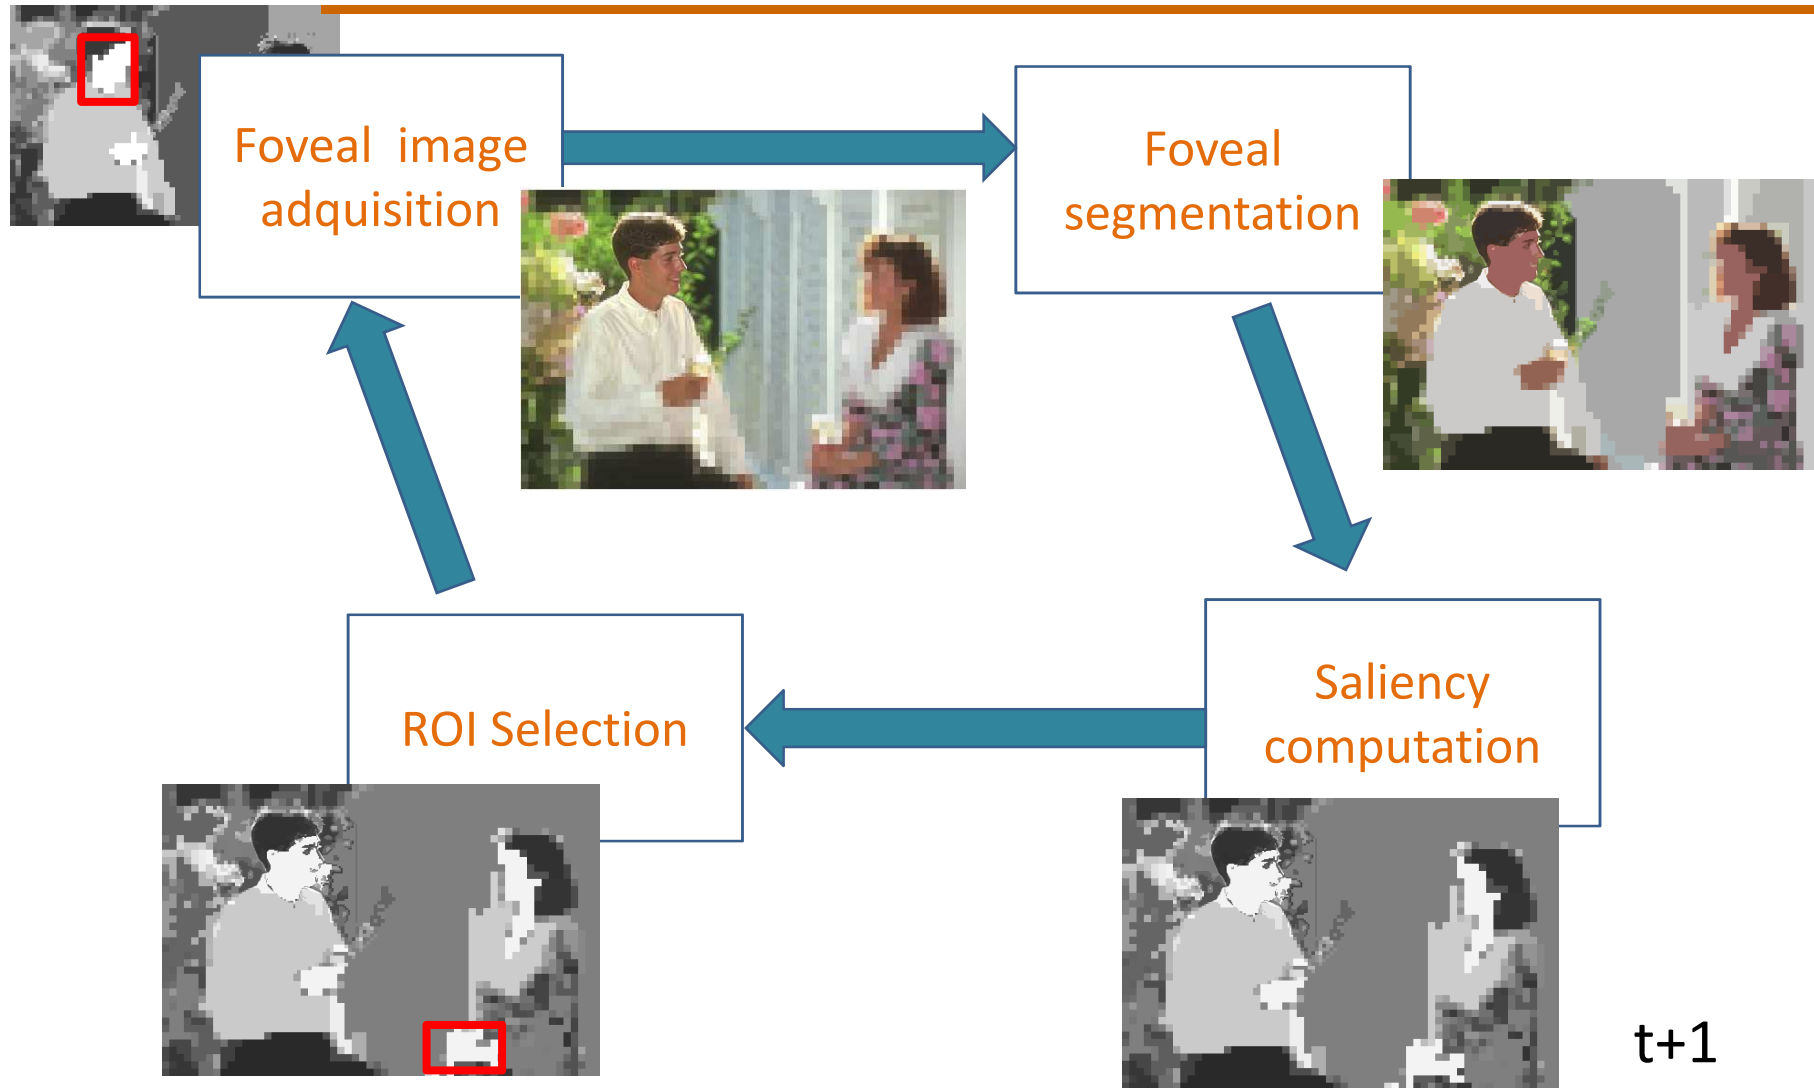 Foveal image
adquisition
Foveal
segmentation
ROI Selection
Saliency
computation
t+1